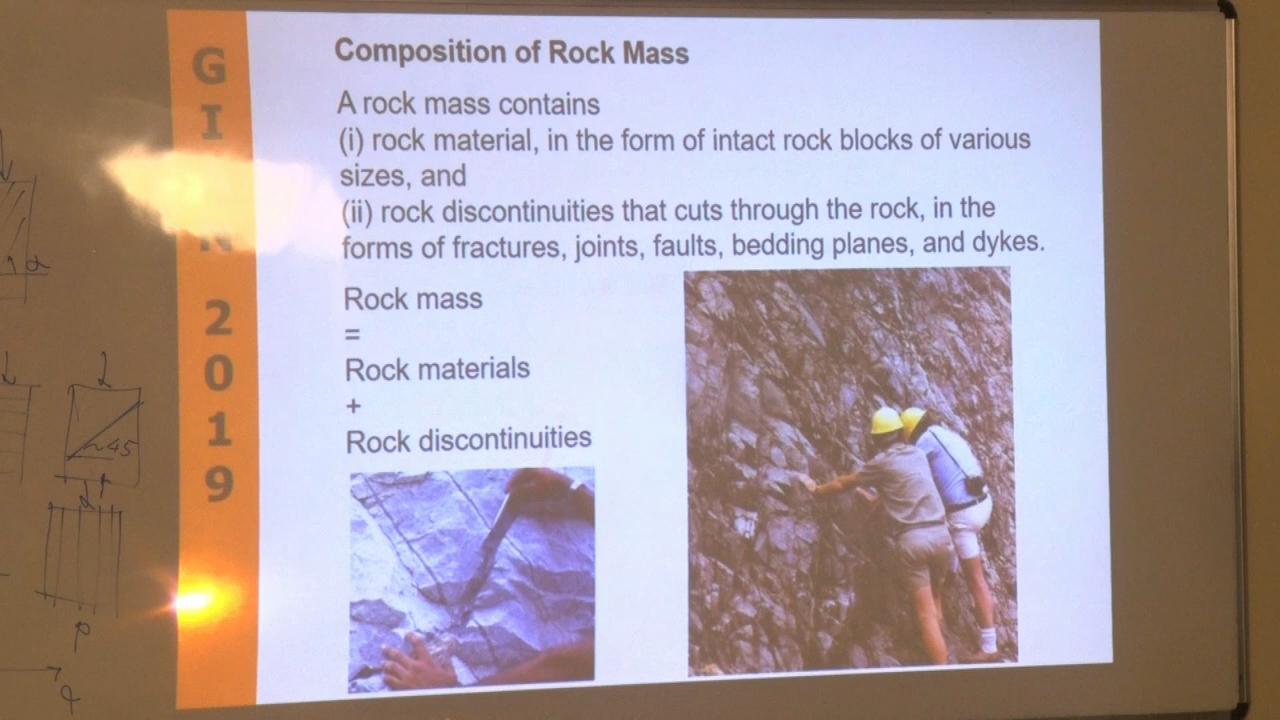 G
I
N
2
0
1
9
Composition of Rock Mass
A rock mass contains
(i) rock material, in the form of intact rock blocks of various
sizes, and
(ii) rock discontinuities that cuts through the rock, in the
forms of fractures, joints, faults, bedding planes, and dykes.
Rock mass
=
Rock materials
+
Rock discontinuities
~45
P